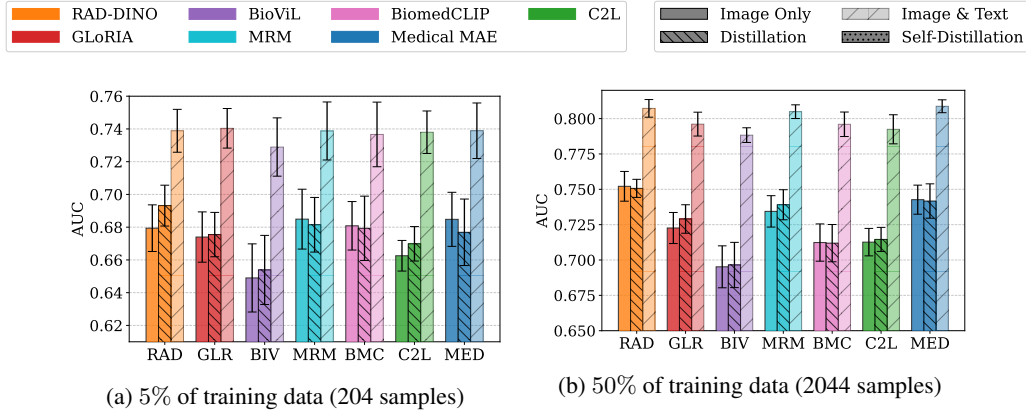 RAD-DINO BioViL BiomedCLIP C2L Image Only Image & Text
GLoRIA MRM Medical MAE Distillation Self-Distillation
0.76
0.74
0.72
0.70
0.68
0.66
0.64
0.62
AUC
RAD GLR BIV MRM BMC C2L MED
(a) 5% of training data (204 samples)
0.800
0.775
0.750
0.725
0.700
0.675
0.650
AUC
RAD GLR BIV MRM BMC C2L MED
(b) 50% of training data (2044 samples)